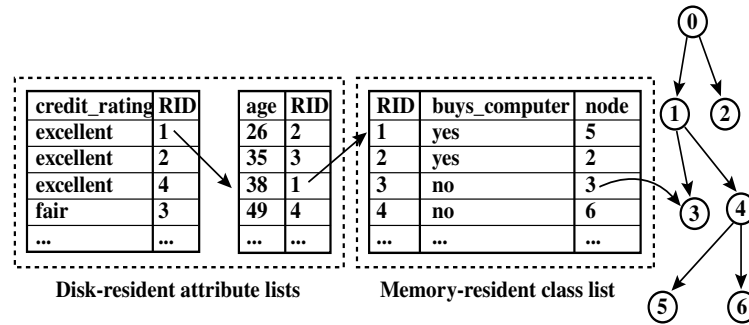 0
1
2
credit_rating RID age RID RID buys_computer node
excellent 1 26 2 1 yes 5
excellent 2 35 3 2 yes 2
excellent 4 38 1 3 no 3
fair 3 49 4 4 no 6
... ... ... ... ... ... ...
3
4
Disk-resident attribute lists
Memory-resident class list
5
6